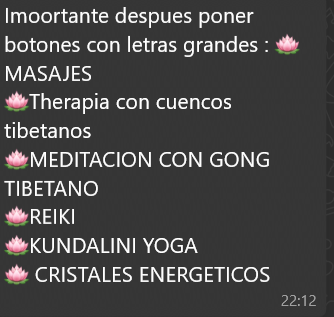 Imoortante despues poner
botones con letras grandes : 🪷
MASAJES
🪷Therapia con cuencos
tibetanos
🪷MEDITACION CON GONG
TIBETANO
🪷REIKI
🪷KUNDALINI YOGA
🪷 CRISTALES ENERGETICOS
22:12